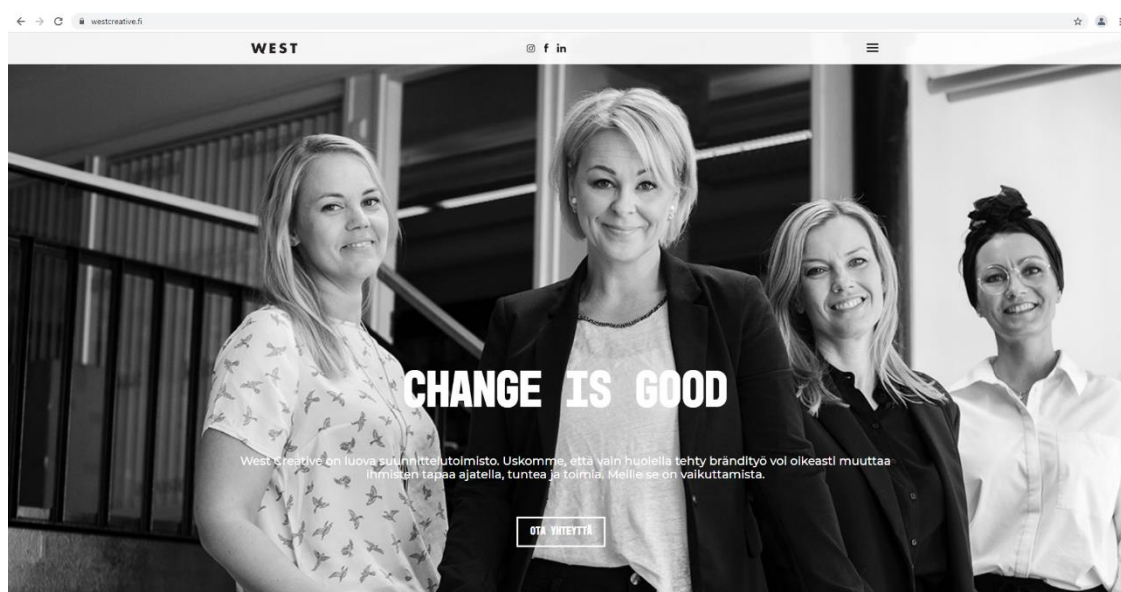 westcreative.fi
WEST
f in
CHANGE IS GOOD
West Creative on luova suunnittelutoimisto. Uskomme, että vain huolella tehty brändityö voi oikeasti muuttaa
ihmisten tapaa ajatella, tuntea ja toimia. Meille se on vaikuttamista.
OTA YHTEYTTÄ